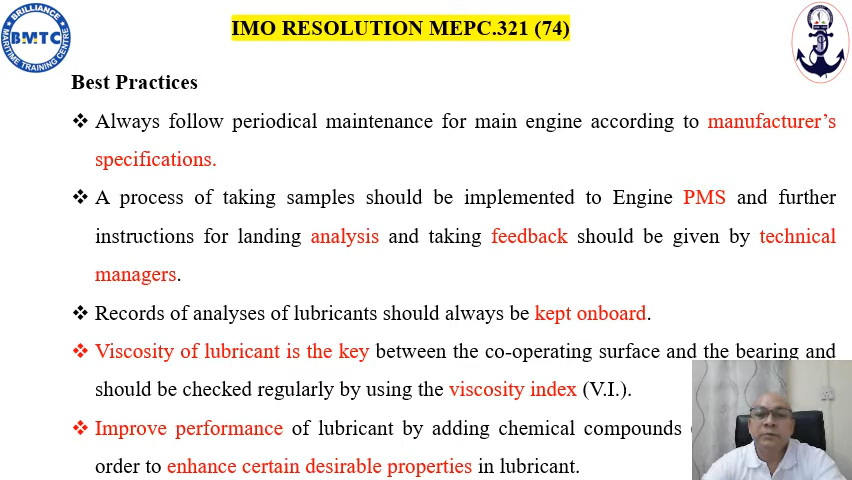 IMO RESOLUTION MEPC.321 (74)
BRILLIANCE
BMTC
MARITIME TRAINING CENTRE
Best Practices
❖ Always follow periodical maintenance for main engine according to manufacturer's
specifications.
❖ A process of taking samples should be implemented to Engine PMS and further
instructions for landing analysis and taking feedback should be given by technical
managers.
❖ Records of analyses of lubricants should always be kept onboard.
❖ Viscosity of lubricant is the key between the co-operating surface and the bearing and
should be checked regularly by using the viscosity index (V.I.).
❖ Improve performance of lubricant by adding chemical compounds
order to enhance certain desirable properties in lubricant.